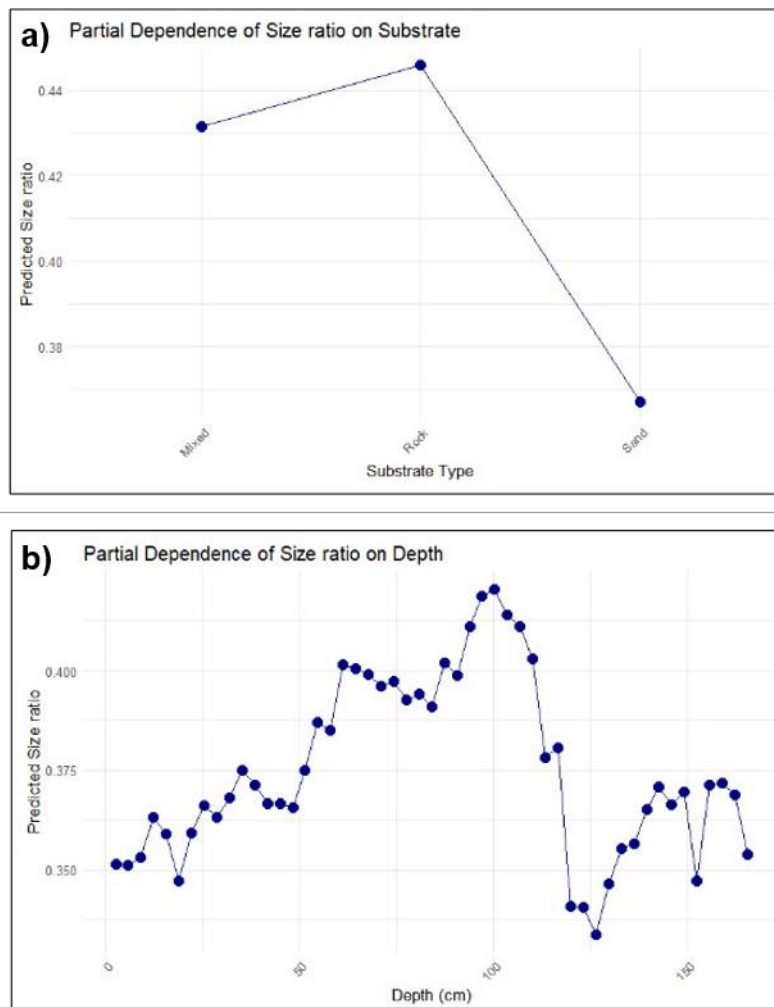 a) Partial Dependence of Size ratio on Substrate
Predicted Size ratio
0.44
0.42
0.40
0.38
Mixed
Rock
Sand
Substrate Type
b) Partial Dependence of Size ratio on Depth
Predicted Size ratio
0.400
0.375
0.350
0
50
100
150
Depth (cm)